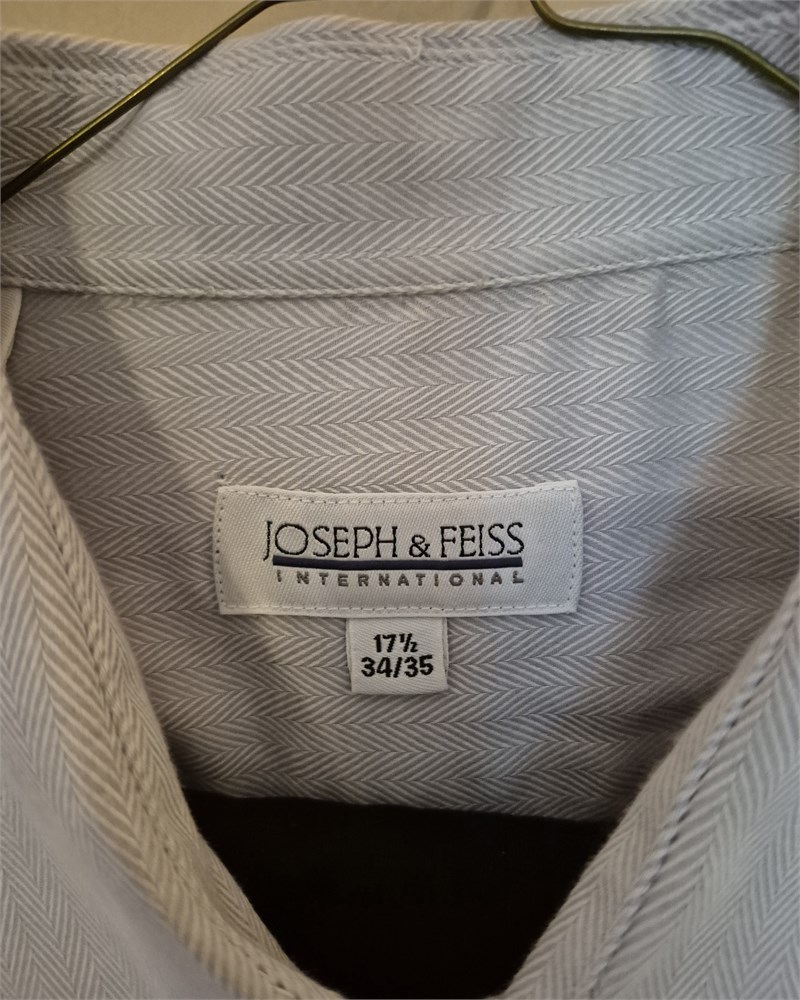 JOSEPH & FEISS
INTERNATIONAL
17½
34/35